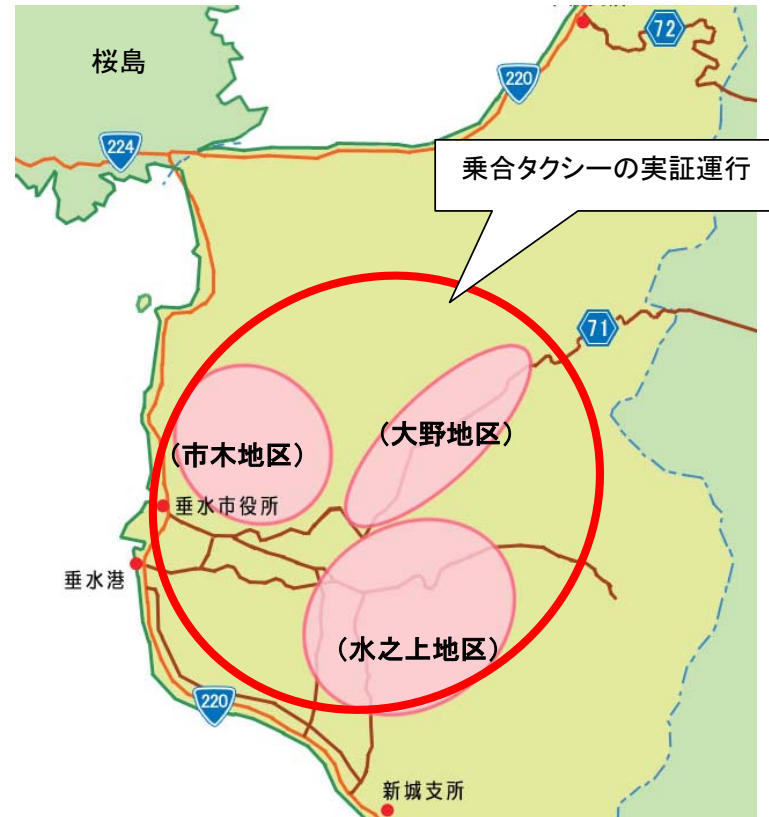 72
桜島
220
224
乗合タクシーの実証運行
71
(大野地区)
(市木地区)
垂水市役所
垂水港
(水之上地区)
220
新城支所